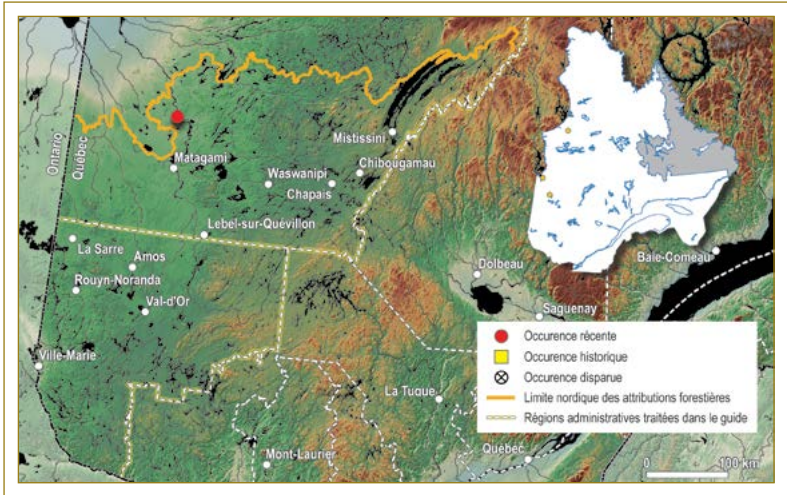 Ontario
Québec
Matagami
Mistissini
Waswanipi
Chibougamau
Chapais
Lebel-sur-Quévillon
La Sarre
Amos
Rouyn-Noranda
Val-d'Or
Ville-Marie
Dolbeau
Baie-Comeau
Saguenay
La Tuque
Mont-Laurier
Québec
Occurence récente
Occurence historique
Occurence disparue
Limite nordique des attributions forestières
Régions administratives traitées dans le guide
0 100 km